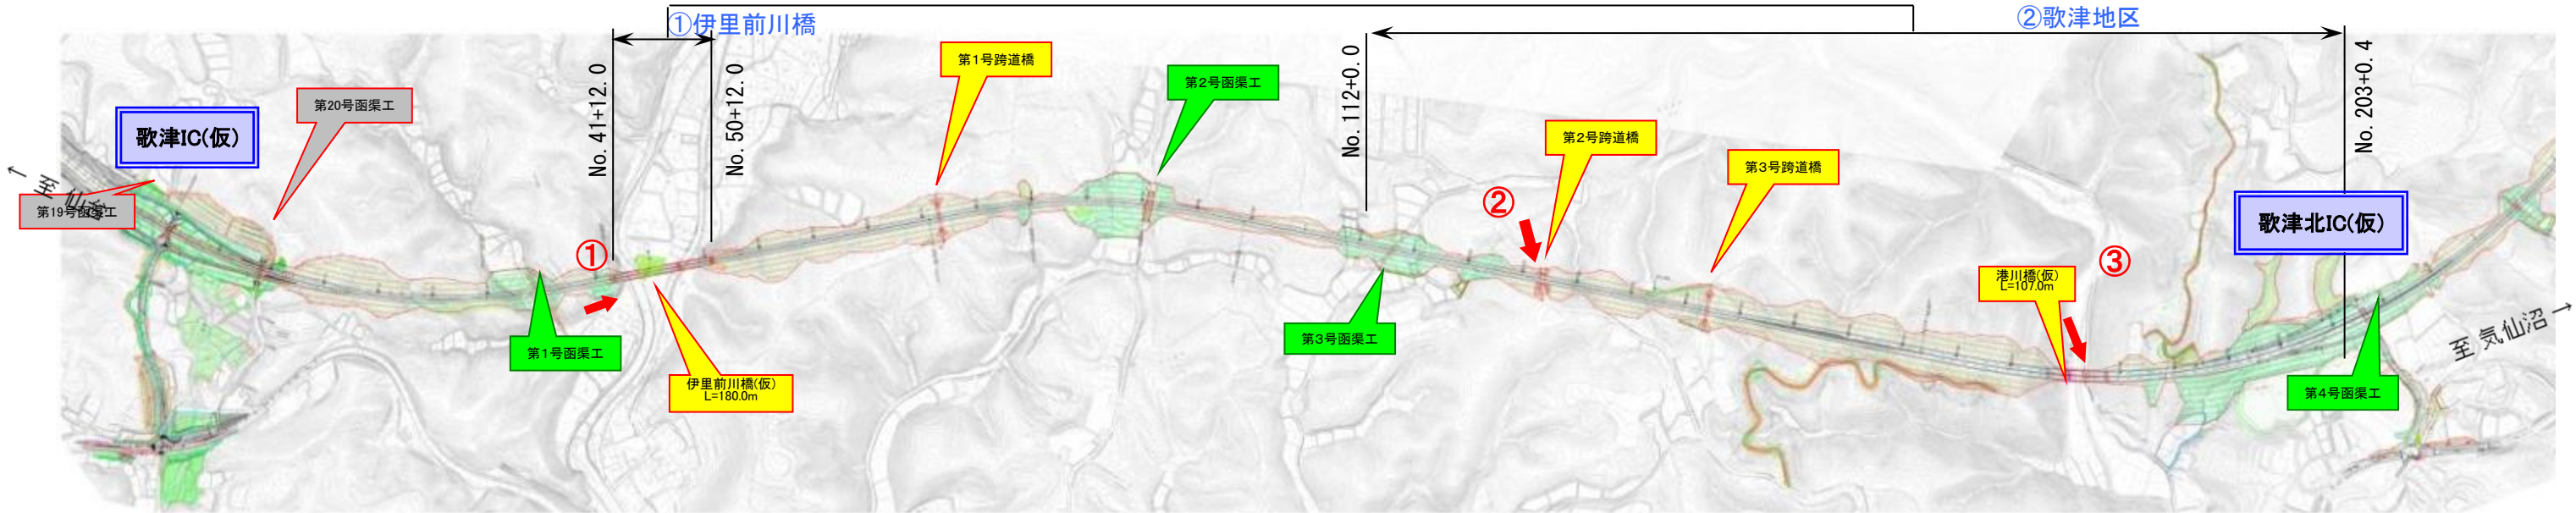 ①伊里前川橋
②歌津地区
No.41+12.0
No.50+12.0
No.112+0.0
No.203+0.4
歌津IC(仮)
第20号函渠工
← 至 仙台
第19号函渠工
第1号跨道橋
第2号函渠工
第2号跨道橋
第3号跨道橋
歌津北IC(仮)
①
②
③
第1号函渠工
伊里前川橋(仮)
L=180.0m
第3号函渠工
港川橋(仮)
L=107.0m
第4号函渠工
至 気仙沼 →